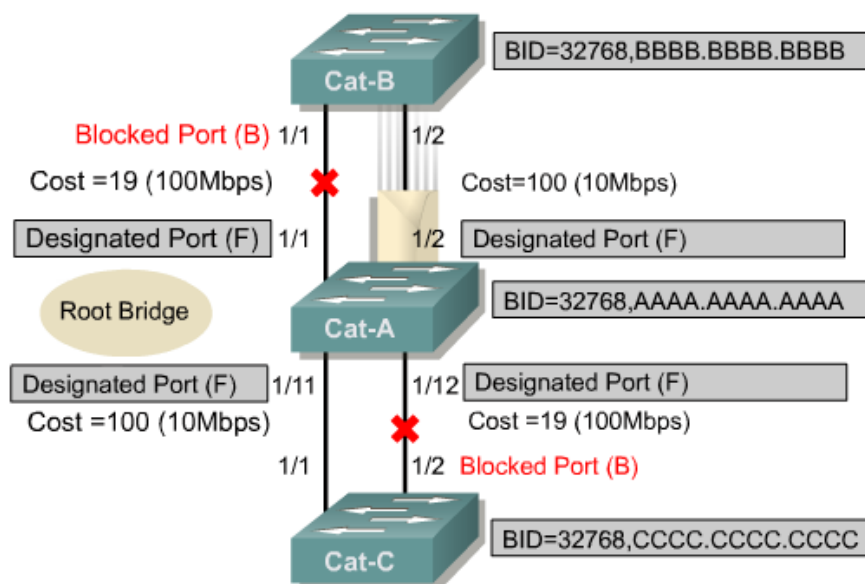 Cat-B
BID=32768,BBBB.BBBB.BBBB
Blocked Port (B) 1/1
1/2
Cost =19 (100Mbps)
Cost=100 (10Mbps)
Designated Port (F) 1/1
1/2 Designated Port (F)
Root Bridge
Cat-A
BID=32768,AAAA.AAAA.AAAA
Designated Port (F) 1/11
1/12 Designated Port (F)
Cost =100 (10Mbps)
Cost =19 (100Mbps)
1/1
1/2 Blocked Port (B)
Cat-C
BID=32768,CCCC.CCCC.CCCC